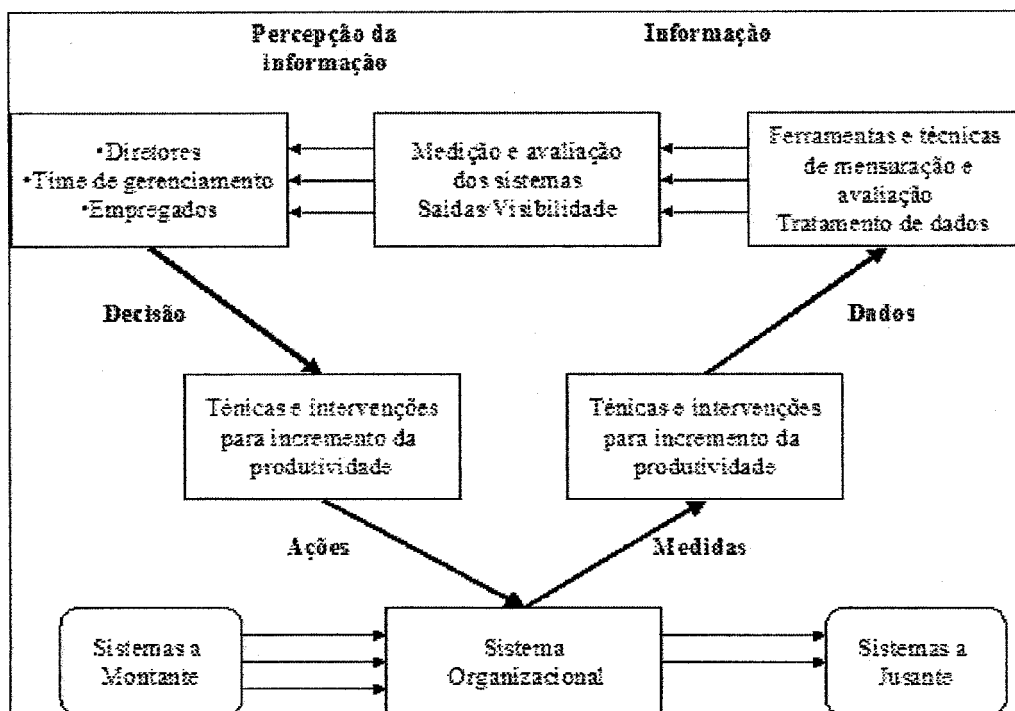 Percepção da
informação
Informação
•Diretores
•Time de gerenciamento
•Empregados
Medição e avaliação
dos sistemas
Saídas/Visibilidade
Ferramentas e técnicas
de mensuração e
avaliação
Tratamento de dados
Decisão
Dados
Ténicas e intervenções
para incremento da
produtividade
Ténicas e intervenções
para incremento da
produtividade
Ações
Medidas
Sistemas a
Montante
Sistema
Organizacional
Sistemas a
Jusante